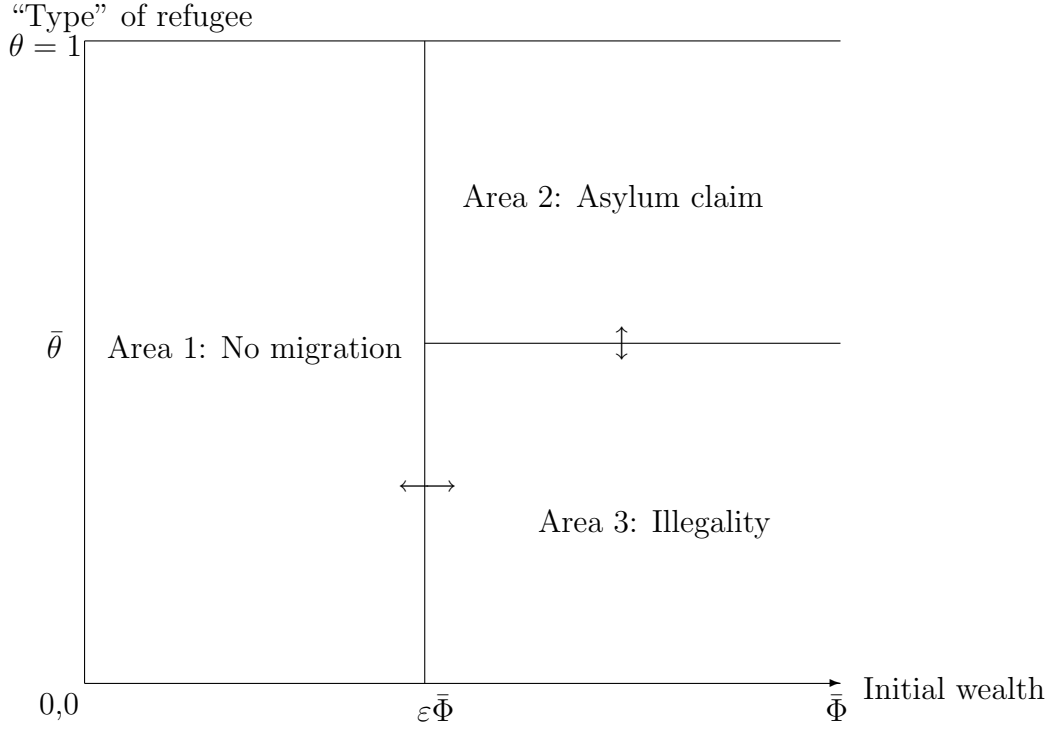 “Type” of refugee
θ = 1
Area 2: Asylum claim
θ̄
Area 1: No migration
Area 3: Illegality
Initial wealth
0,0
εΦ̄
Φ̄